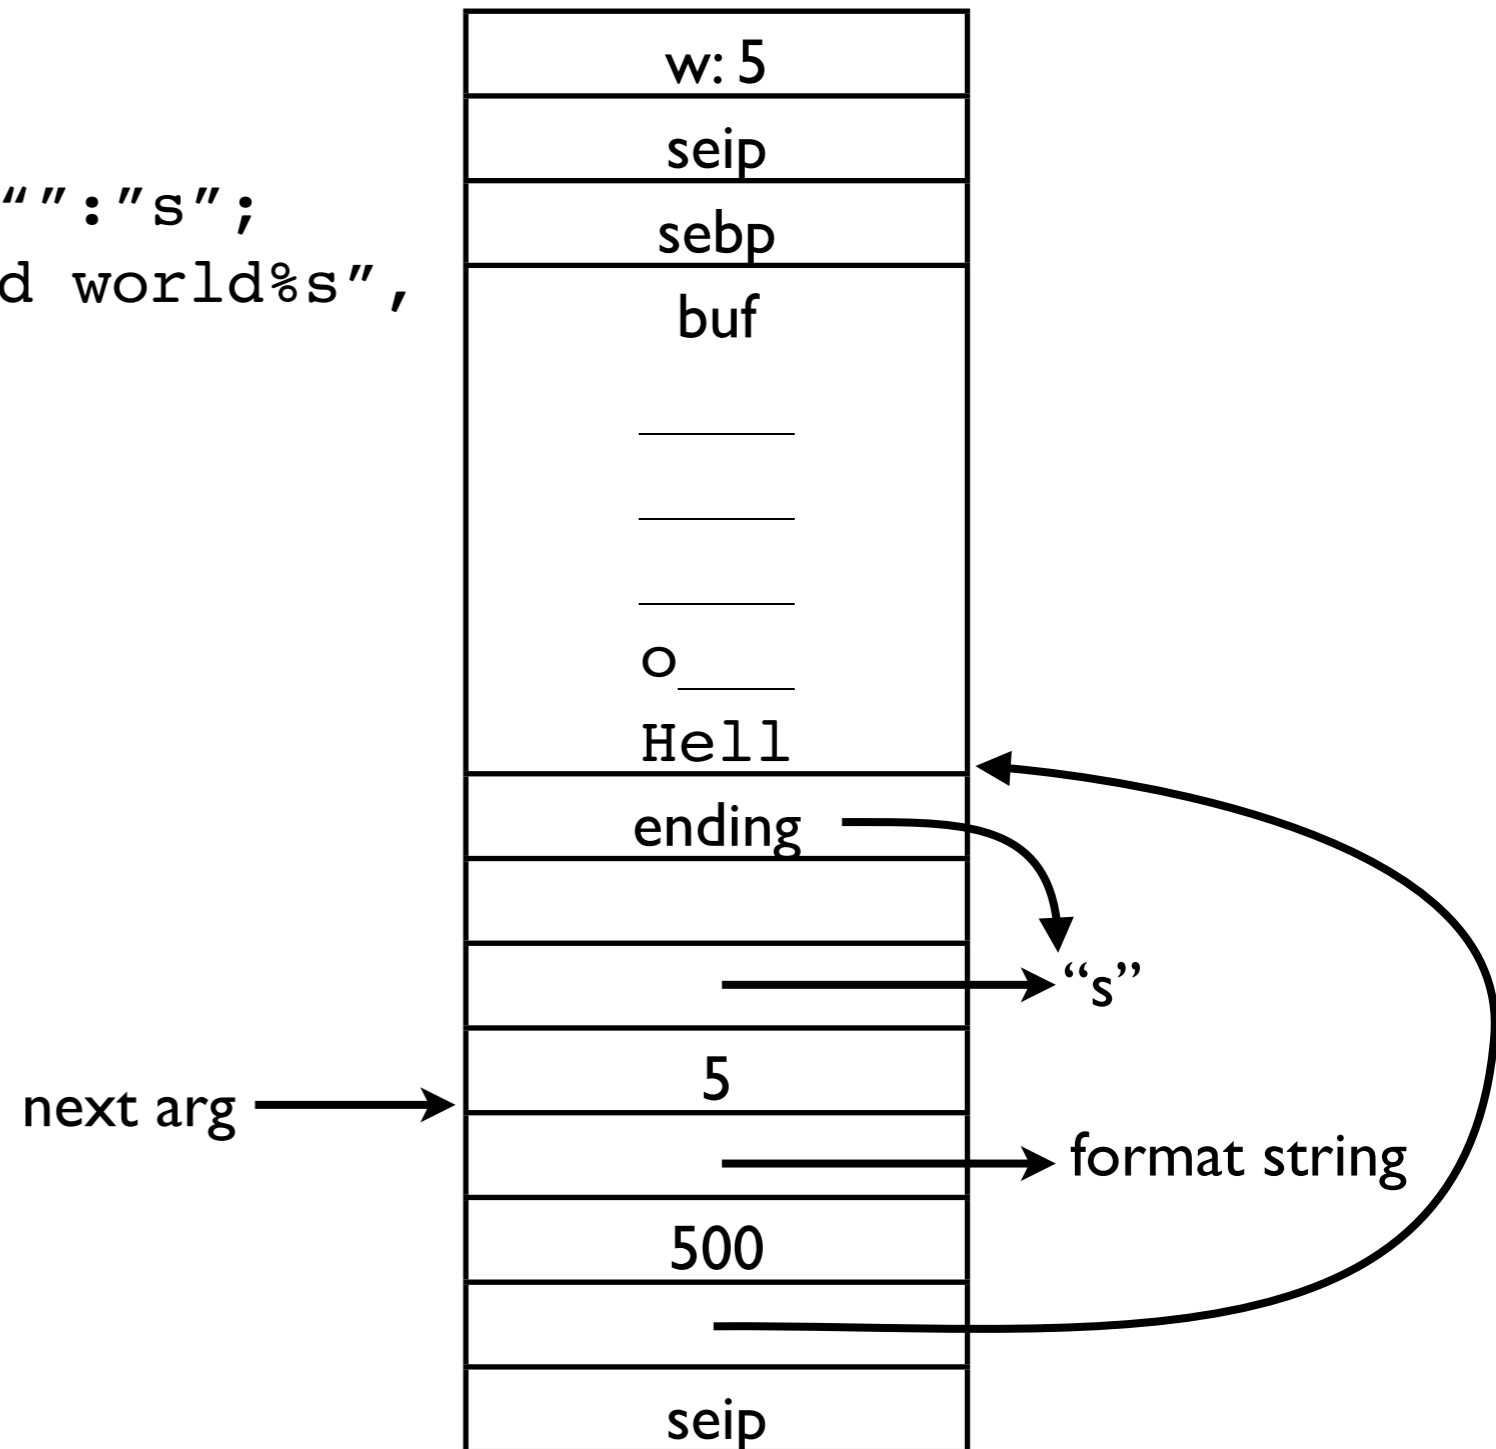 w: 5
seip
“”:”s”;
sebp
d world%s”,
buf
o
Hell
ending
“s”
5
next arg
format string
500
seip